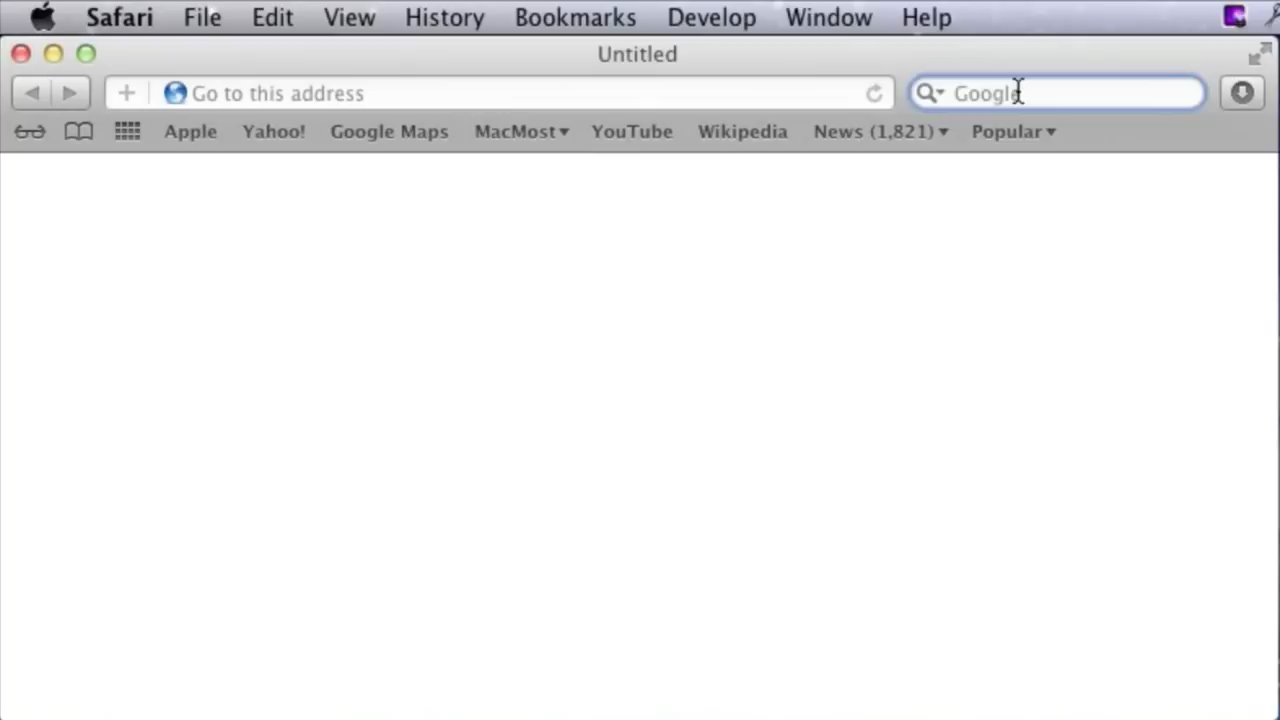 Safari File Edit View History Bookmarks Develop Window Help
Untitled
Go to this address Google
Apple Yahoo! Google Maps MacMost YouTube Wikipedia News (1,821) Popular